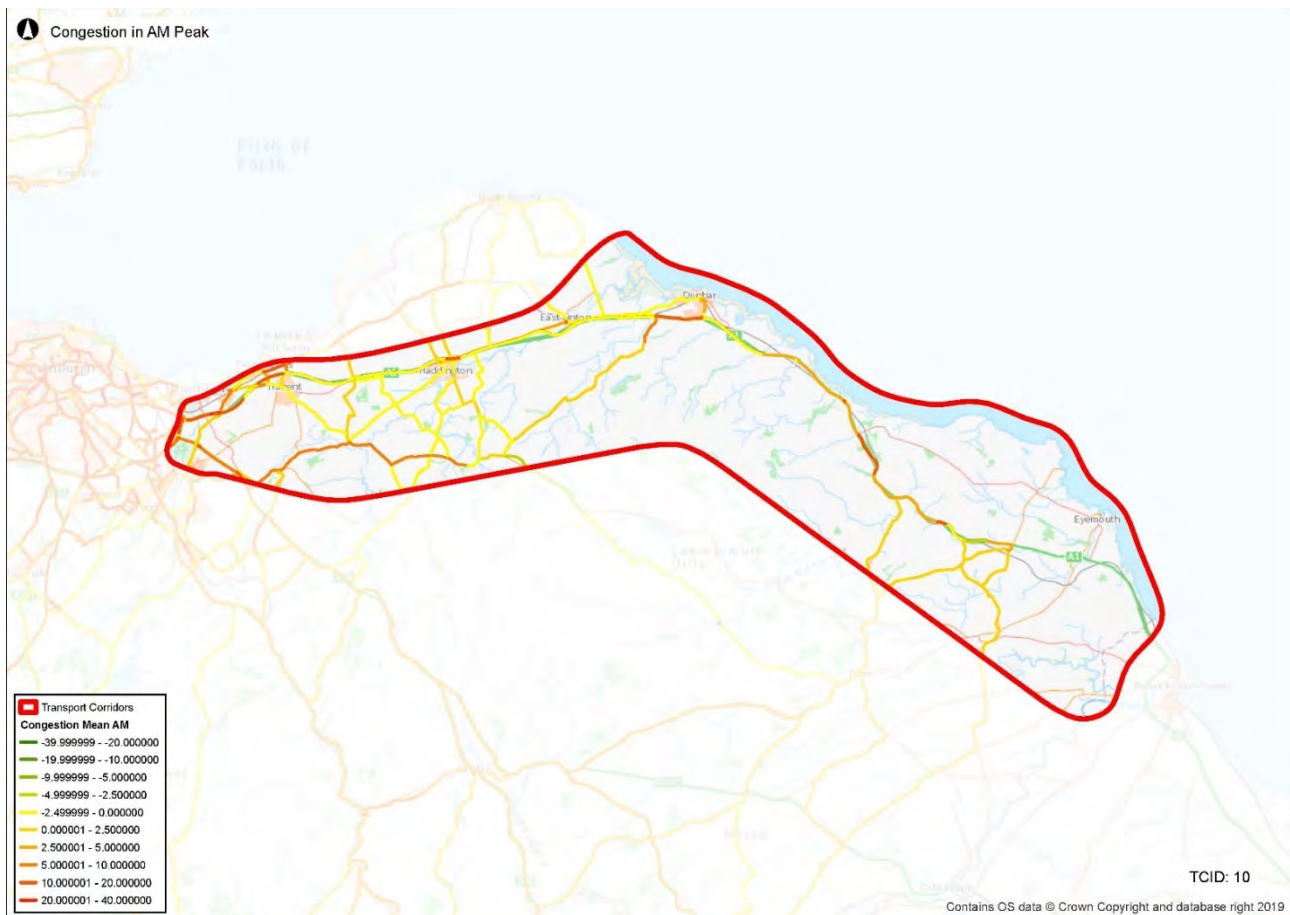 Congestion in AM Peak
Firth of
Forth
North Berwick
Dunbar
East Linton
Haddington
Tranent
A1
A1
Eyemouth
A1
Transport Corridors
Congestion Mean AM
-39.999999 - -20.000000
-19.999999 - -10.000000
-9.999999 - -5.000000
-4.999999 - -2.500000
-2.499999 - 0.000000
0.000001 - 2.500000
2.500001 - 5.000000
5.000001 - 10.000000
10.000001 - 20.000000
20.000001 - 40.000000
TCID: 10
Contains OS data © Crown Copyright and database right 2019